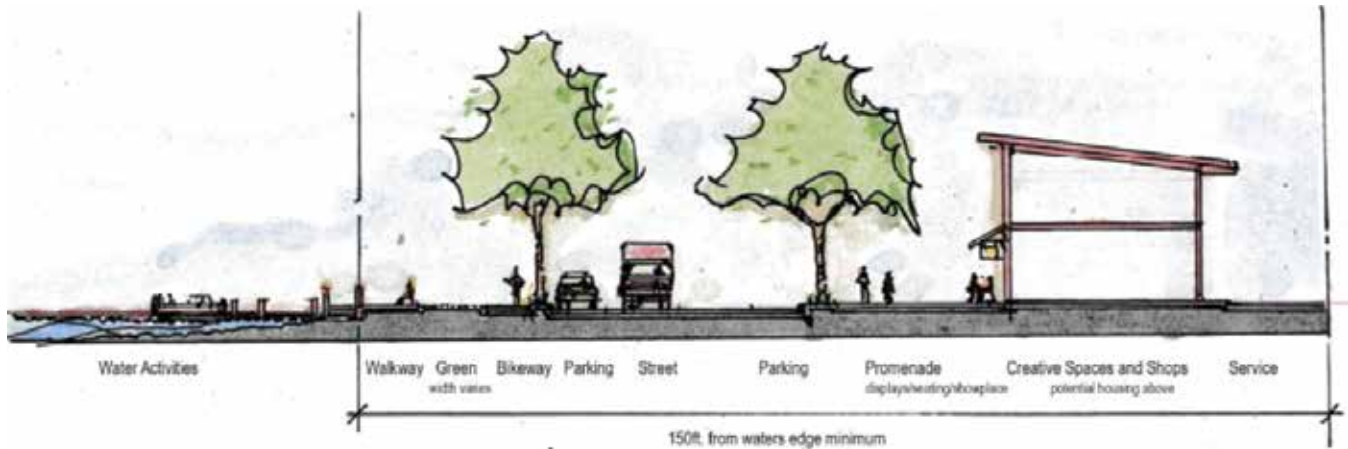 Water Activities
Walkway
Green
width varies
Bikeway
Parking
Street
Parking
Promenade
displays/seating/showplace
Creative Spaces and Shops
potential housing above
Service
150ft. from waters edge minimum